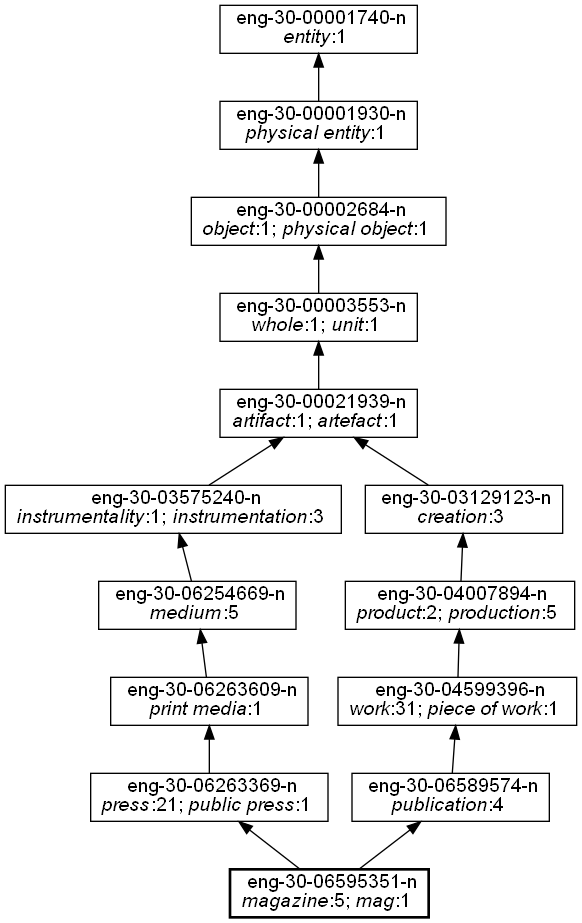 eng-30-00001740-n
entity:1
eng-30-00001930-n
physical entity:1
eng-30-00002684-n
object:1; physical object:1
eng-30-00003553-n
whole:1; unit:1
eng-30-00021939-n
artifact:1; artefact:1
eng-30-03575240-n
instrumentality:1; instrumentation:3
eng-30-03129123-n
creation:3
eng-30-06254669-n
medium:5
eng-30-04007894-n
product:2; production:5
eng-30-06263609-n
print media:1
eng-30-04599396-n
work:31; piece of work:1
eng-30-06263369-n
press:21; public press:1
eng-30-06589574-n
publication:4
eng-30-06595351-n
magazine:5; mag:1